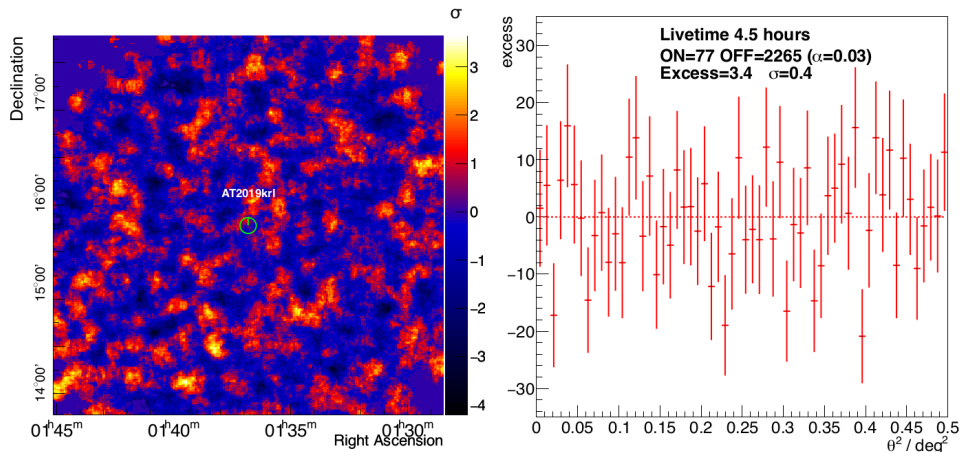 σ
Declination
17°00'
16°00'
15°00'
14°00'
AT2019krl
01ʰ45ᵐ
01ʰ40ᵐ
01ʰ35ᵐ
01ʰ30ᵐ
Right Ascension
3
2
1
0
−1
−2
−3
−4
excess
30
20
10
0
−10
−20
−30
Livetime 4.5 hours
ON=77 OFF=2265 (α=0.03)
Excess=3.4 σ=0.4
0 0.05 0.1 0.15 0.2 0.25 0.3 0.35 0.4 0.45 0.5
θ² / deg²